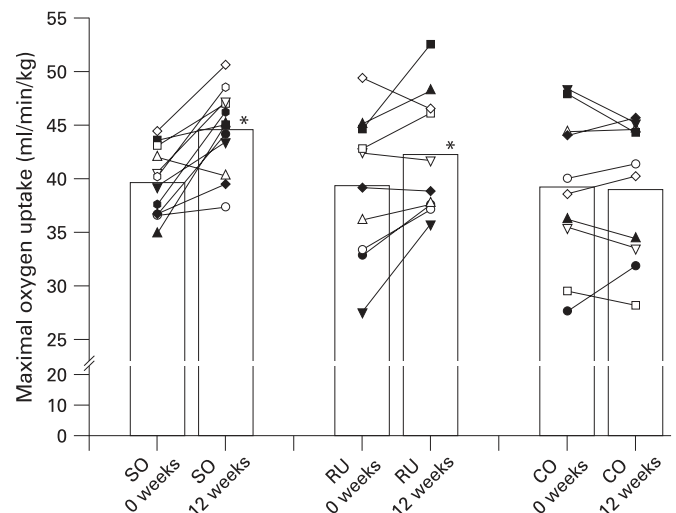 Maximal oxygen uptake (ml/min/kg)
55
50
45
40
35
30
25
20
10
0
*
*
SO
0 weeks
SO
12 weeks
RU
0 weeks
RU
12 weeks
CO
0 weeks
CO
12 weeks